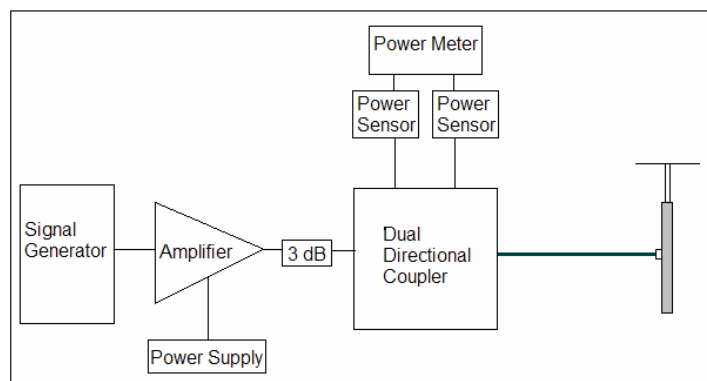 Power Meter
Power
Sensor
Power
Sensor
Signal
Generator
Amplifier
3 dB
Dual
Directional
Coupler
Power Supply